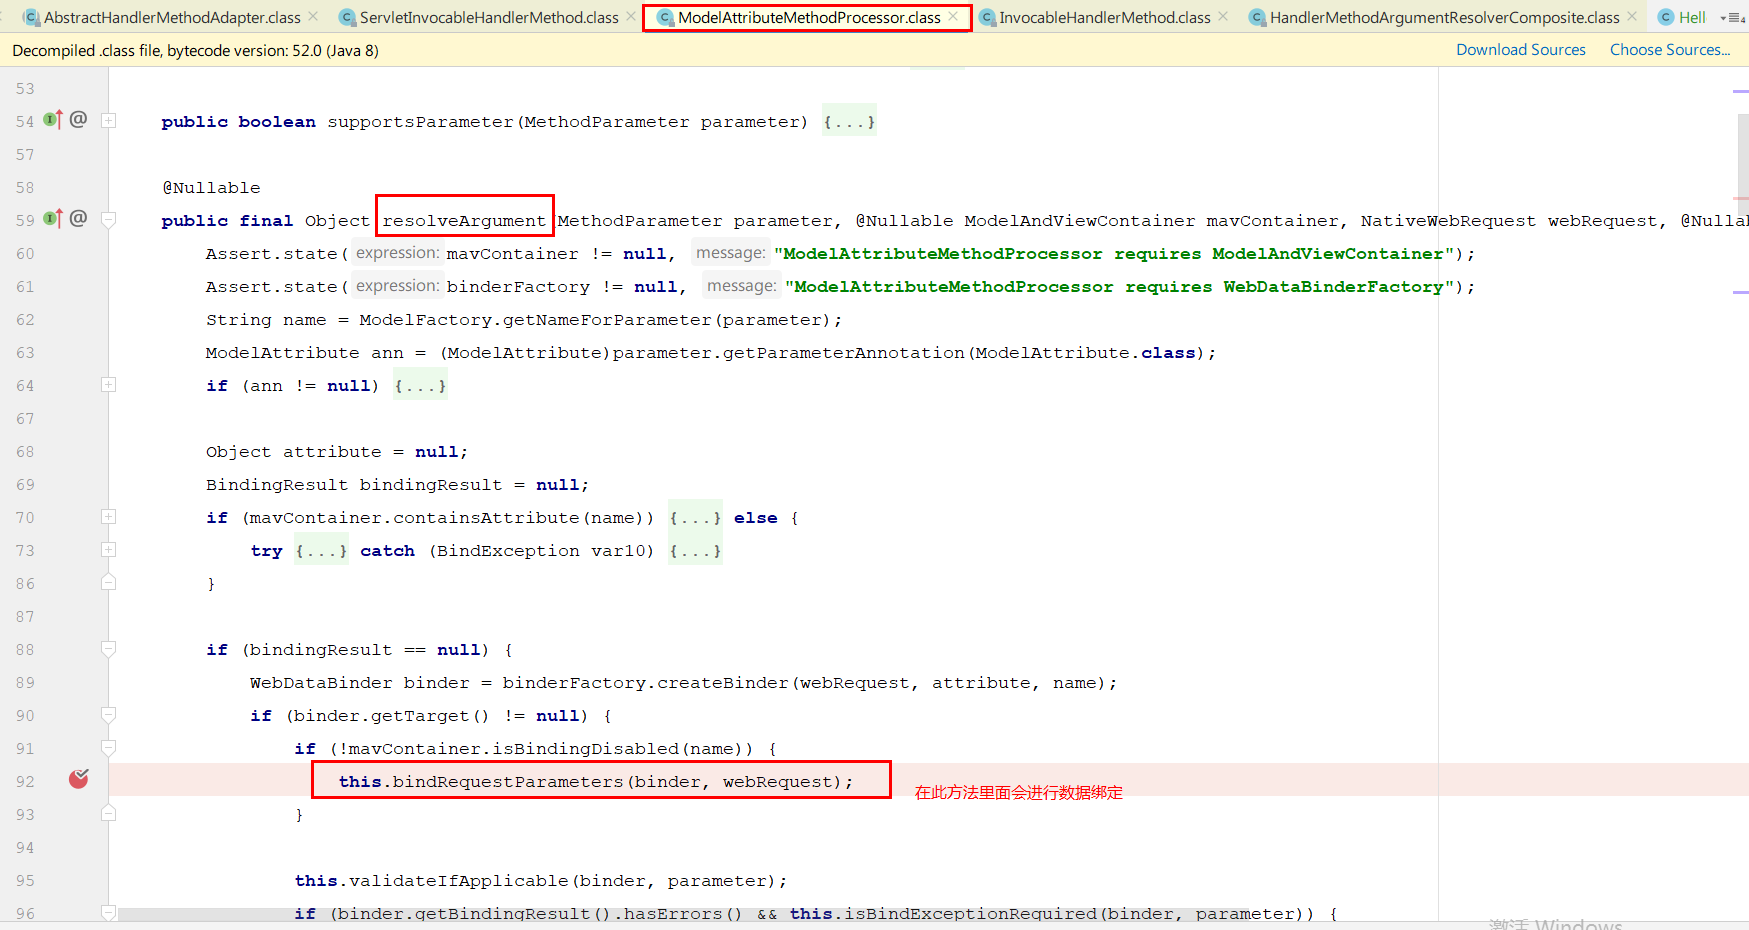 AbstractHandlerMethodAdapter.class ServletInvocableHandlerMethod.class ModelAttributeMethodProcessor.class InvocableHandlerMethod.class HandlerMethodArgumentResolverComposite.class Hell
Decompiled .class file, bytecode version: 52.0 (Java 8) Download Sources Choose Sources...
53
54 public boolean supportsParameter(MethodParameter parameter) {...}
57
58 @Nullable
59 public final Object resolveArgument(MethodParameter parameter, @Nullable ModelAndViewContainer mavContainer, NativeWebRequest webRequest, @Nullab
60 Assert.state( expression: mavContainer != null, message: "ModelAttributeMethodProcessor requires ModelAndViewContainer");
61 Assert.state( expression: binderFactory != null, message: "ModelAttributeMethodProcessor requires WebDataBinderFactory");
62 String name = ModelFactory.getNameForParameter(parameter);
63 ModelAttribute ann = (ModelAttribute)parameter.getParameterAnnotation(ModelAttribute.class);
64 if (ann != null) {...}
67
68 Object attribute = null;
69 BindingResult bindingResult = null;
70 if (mavContainer.containsAttribute(name)) {...} else {
73 try {...} catch (BindException var10) {...}
86 }
87
88 if (bindingResult == null) {
89 WebDataBinder binder = binderFactory.createBinder(webRequest, attribute, name);
90 if (binder.getTarget() != null) {
91 if (!mavContainer.isBindingDisabled(name)) {
92 this.bindRequestParameters(binder, webRequest); 在此方法里面会进行数据绑定
93 }
94
95 this.validateIfApplicable(binder, parameter);
96 if (binder.getBindingResult().hasErrors() && this.isBindExceptionRequired(binder, parameter)) {
激活 Windows